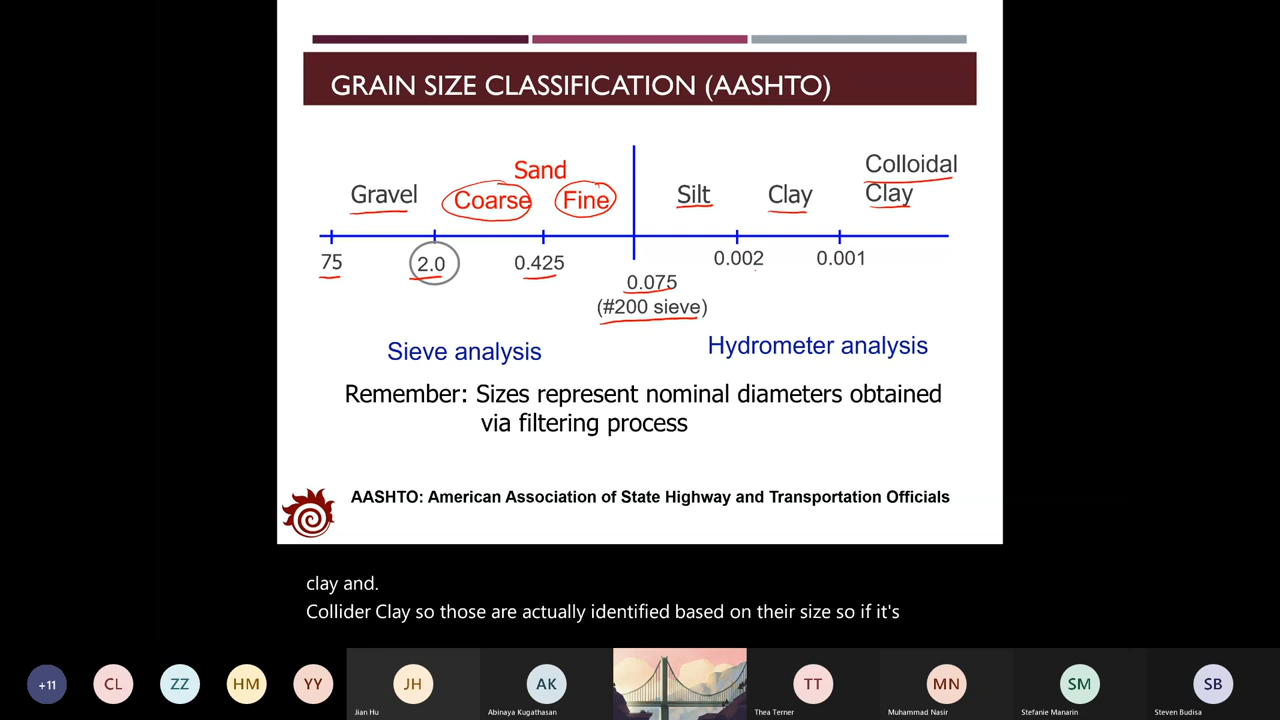 GRAIN SIZE CLASSIFICATION (AASHTO)
Sand
Colloidal
Gravel Coarse Fine Silt Clay Clay
75 2.0 0.425 0.002 0.001
0.075
(#200 sieve)
Sieve analysis Hydrometer analysis
Remember: Sizes represent nominal diameters obtained
via filtering process
AASHTO: American Association of State Highway and Transportation Officials
clay and.
Collider Clay so those are actually identified based on their size so if it's
+11 CL ZZ HM YY JH AK TT MN SM SB
Jian Hu Abinaya Kugathasan Thea Terner Muhammad Nasir Stefanie Manarin Steven Budisa